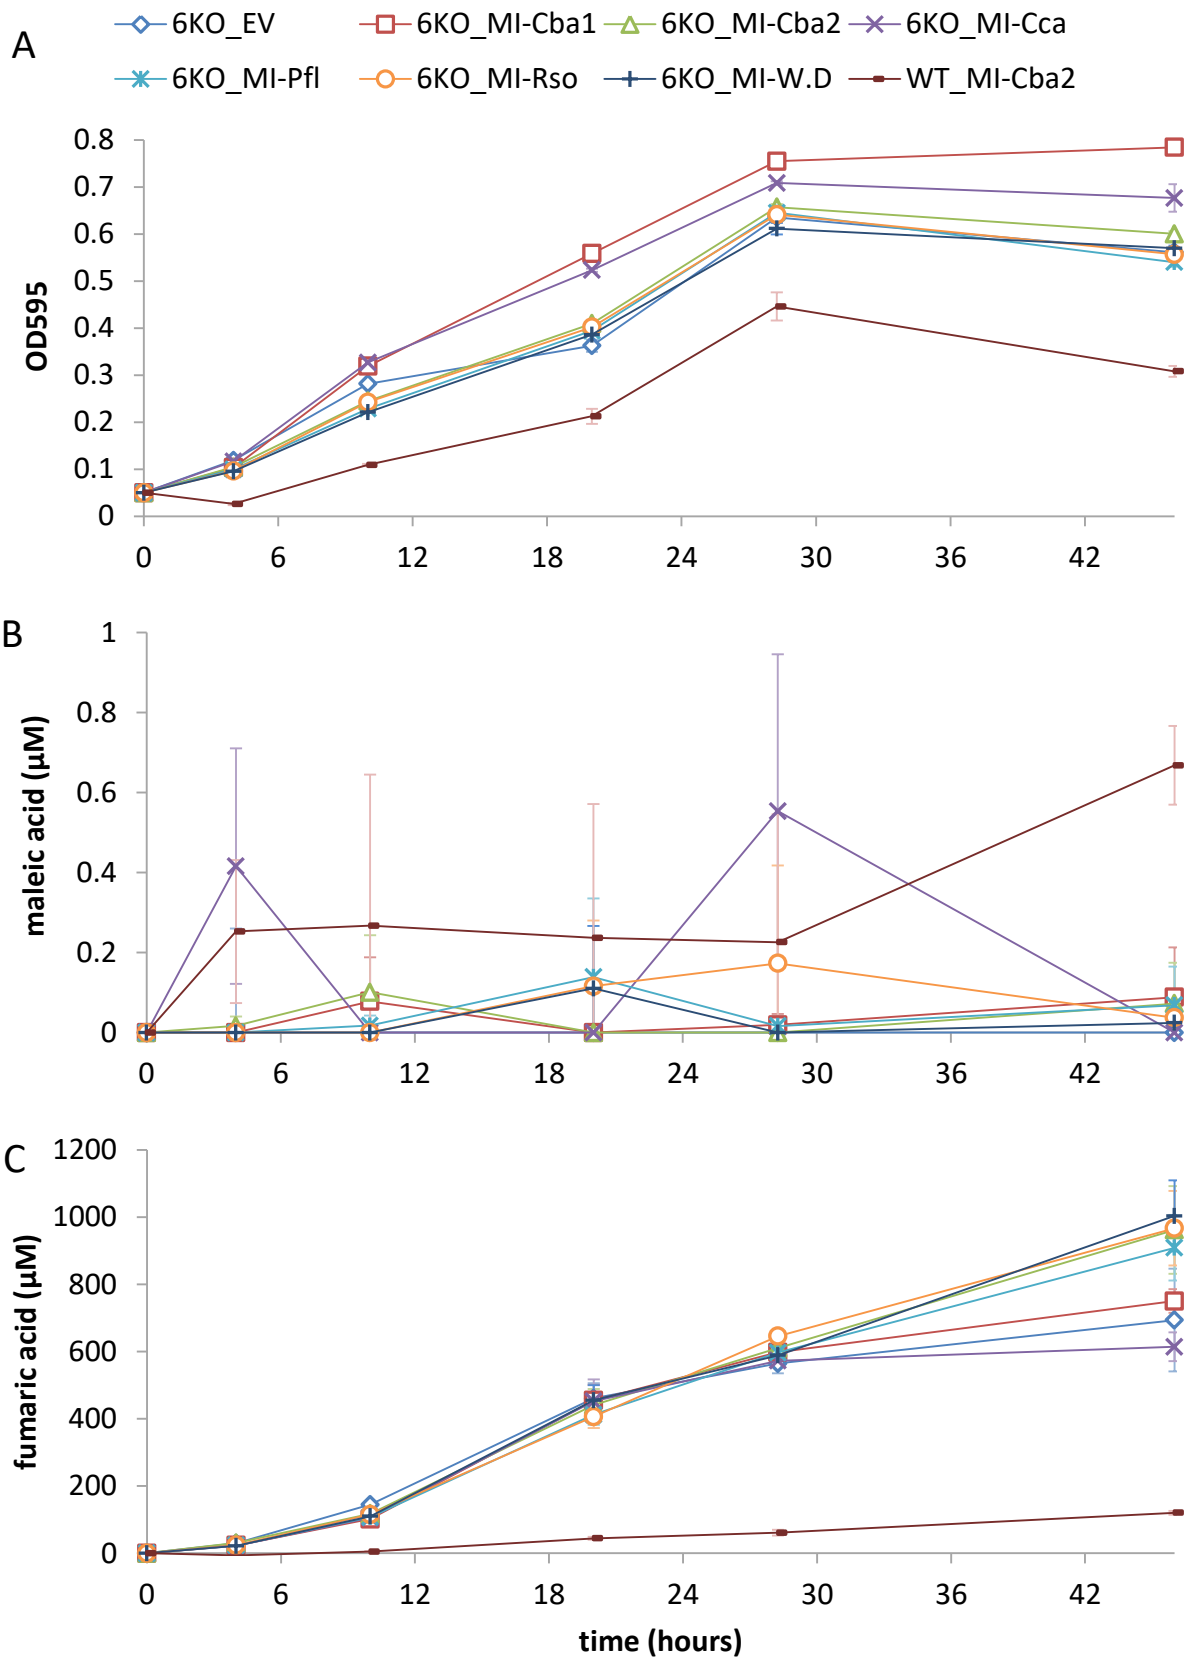 A
6KO_EV 6KO_MI-Cba1 6KO_MI-Cba2 6KO_MI-Cca
6KO_MI-Pfl 6KO_MI-Rso 6KO_MI-W.D WT_MI-Cba2
0.8
0.7
0.6
0.5
0.4
0.3
0.2
0.1
0
OD595
0 6 12 18 24 30 36 42
B
1
0.8
0.6
0.4
0.2
0
maleic acid (µM)
0 6 12 18 24 30 36 42
C
1200
1000
800
600
400
200
0
fumaric acid (µM)
0 6 12 18 24 30 36 42
time (hours)